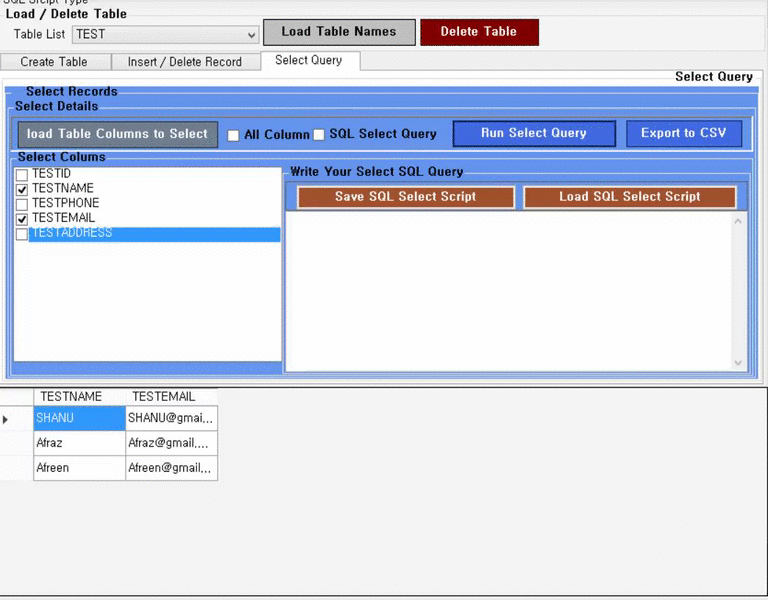 SQL Srcipt Type
Load / Delete Table
Table List TEST Load Table Names Delete Table
Create Table Insert / Delete Record Select Query
Select Query
Select Records
Select Details
load Table Columns to Select All Column SQL Select Query Run Select Query Export to CSV
Select Colums
Write Your Select SQL Query
TESTID
TESTNAME
TESTPHONE
TESTEMAIL
TESTADDRESS
Save SQL Select Script Load SQL Select Script
TESTNAME TESTEMAIL
SHANU SHANU@gmai...
Afraz Afraz@gmail....
Afreen Afreen@gmail...